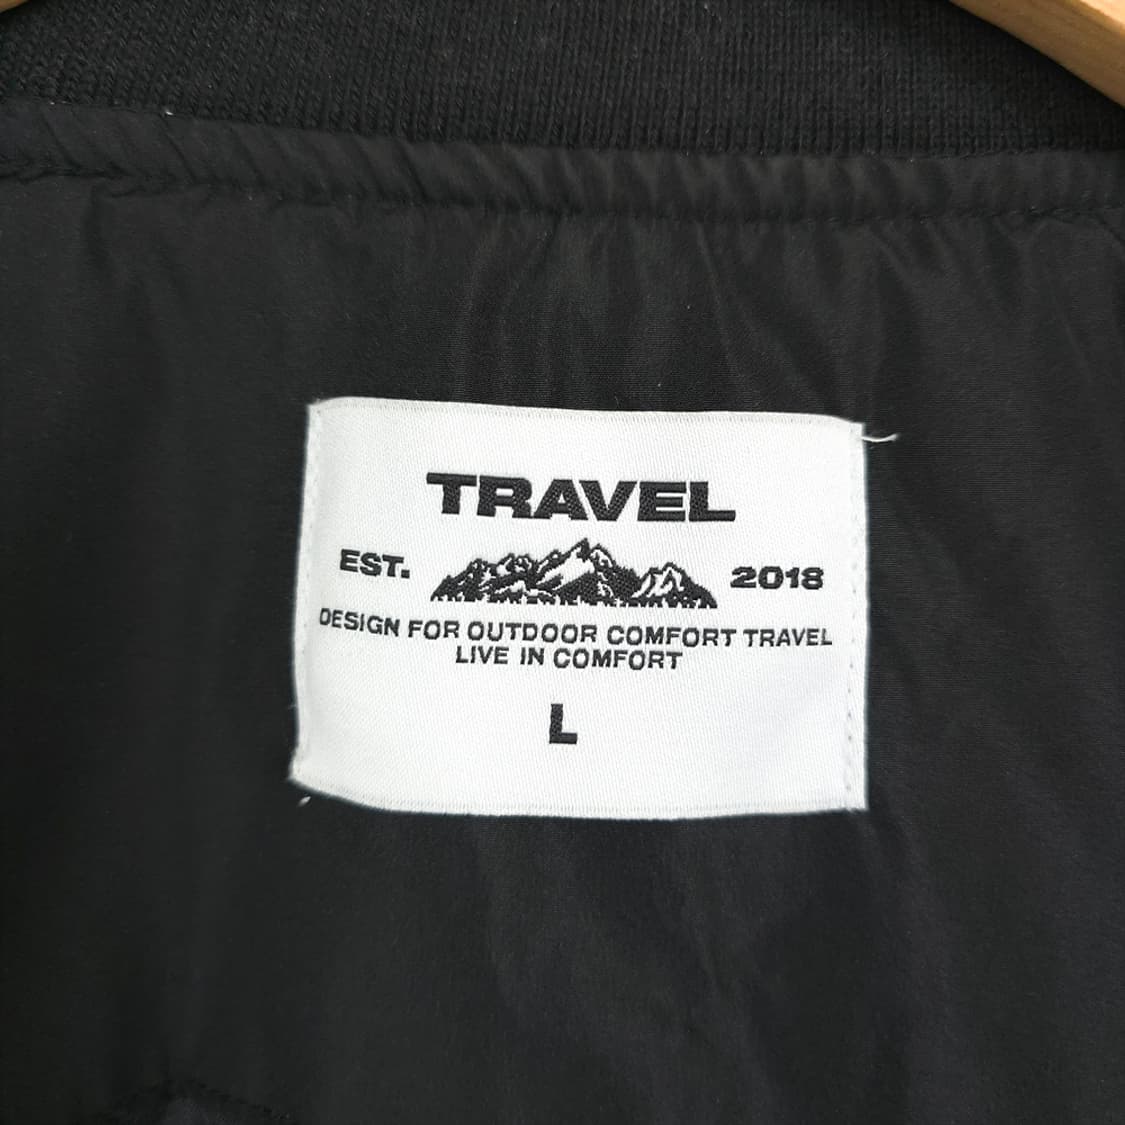 TRAVEL
EST. 2018
DESIGN FOR OUTDOOR COMFORT TRAVEL
LIVE IN COMFORT
L